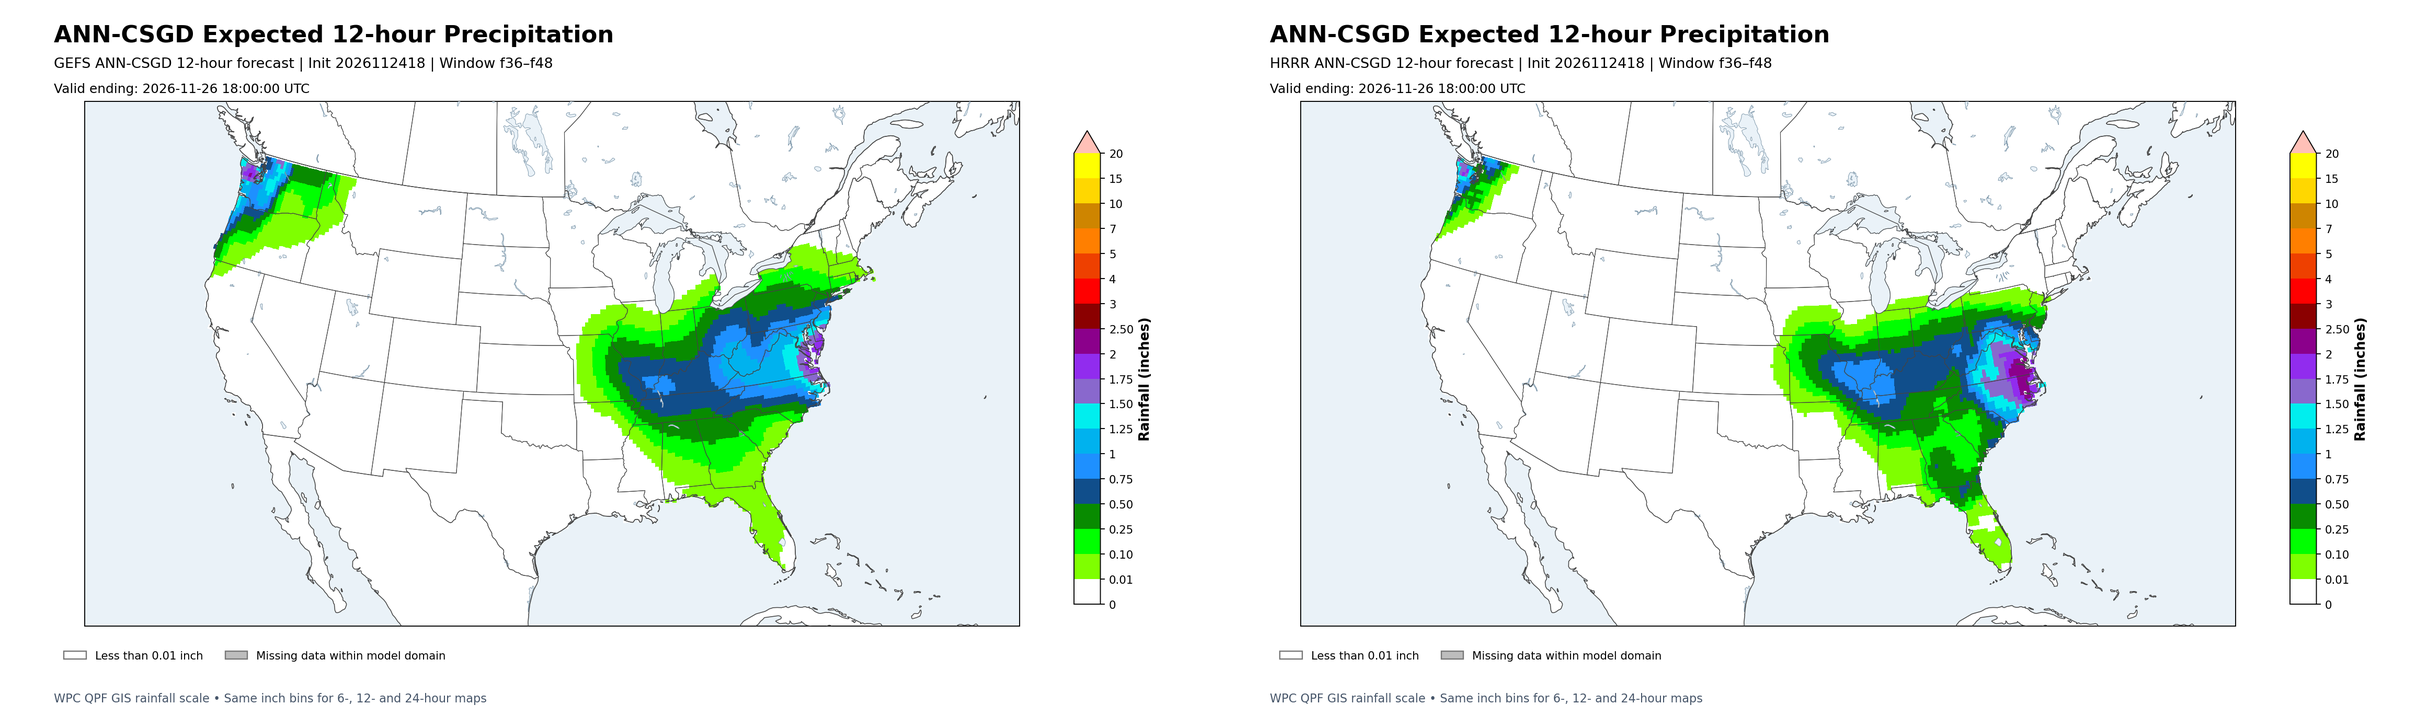 ANN-CSGD Expected 12-hour Precipitation
GEFS ANN-CSGD 12-hour forecast | Init 2026112418 | Window f36–f48
Valid ending: 2026-11-26 18:00:00 UTC
20
15
10
7
5
4
3
2.50
2
1.75
1.50
1.25
1
0.75
0.50
0.25
0.10
0.01
0
Rainfall (inches)
Less than 0.01 inch
Missing data within model domain
WPC QPF GIS rainfall scale • Same inch bins for 6-, 12- and 24-hour maps
ANN-CSGD Expected 12-hour Precipitation
HRRR ANN-CSGD 12-hour forecast | Init 2026112418 | Window f36–f48
Valid ending: 2026-11-26 18:00:00 UTC
20
15
10
7
5
4
3
2.50
2
1.75
1.50
1.25
1
0.75
0.50
0.25
0.10
0.01
0
Rainfall (inches)
Less than 0.01 inch
Missing data within model domain
WPC QPF GIS rainfall scale • Same inch bins for 6-, 12- and 24-hour maps